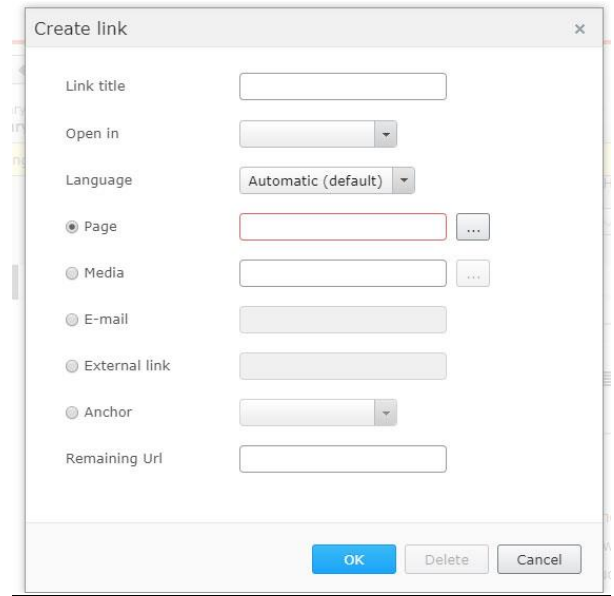 Create link ×
Link title
Open in
Language Automatic (default)
Page ...
Media ...
E-mail
External link
Anchor
Remaining Url
OK Delete Cancel